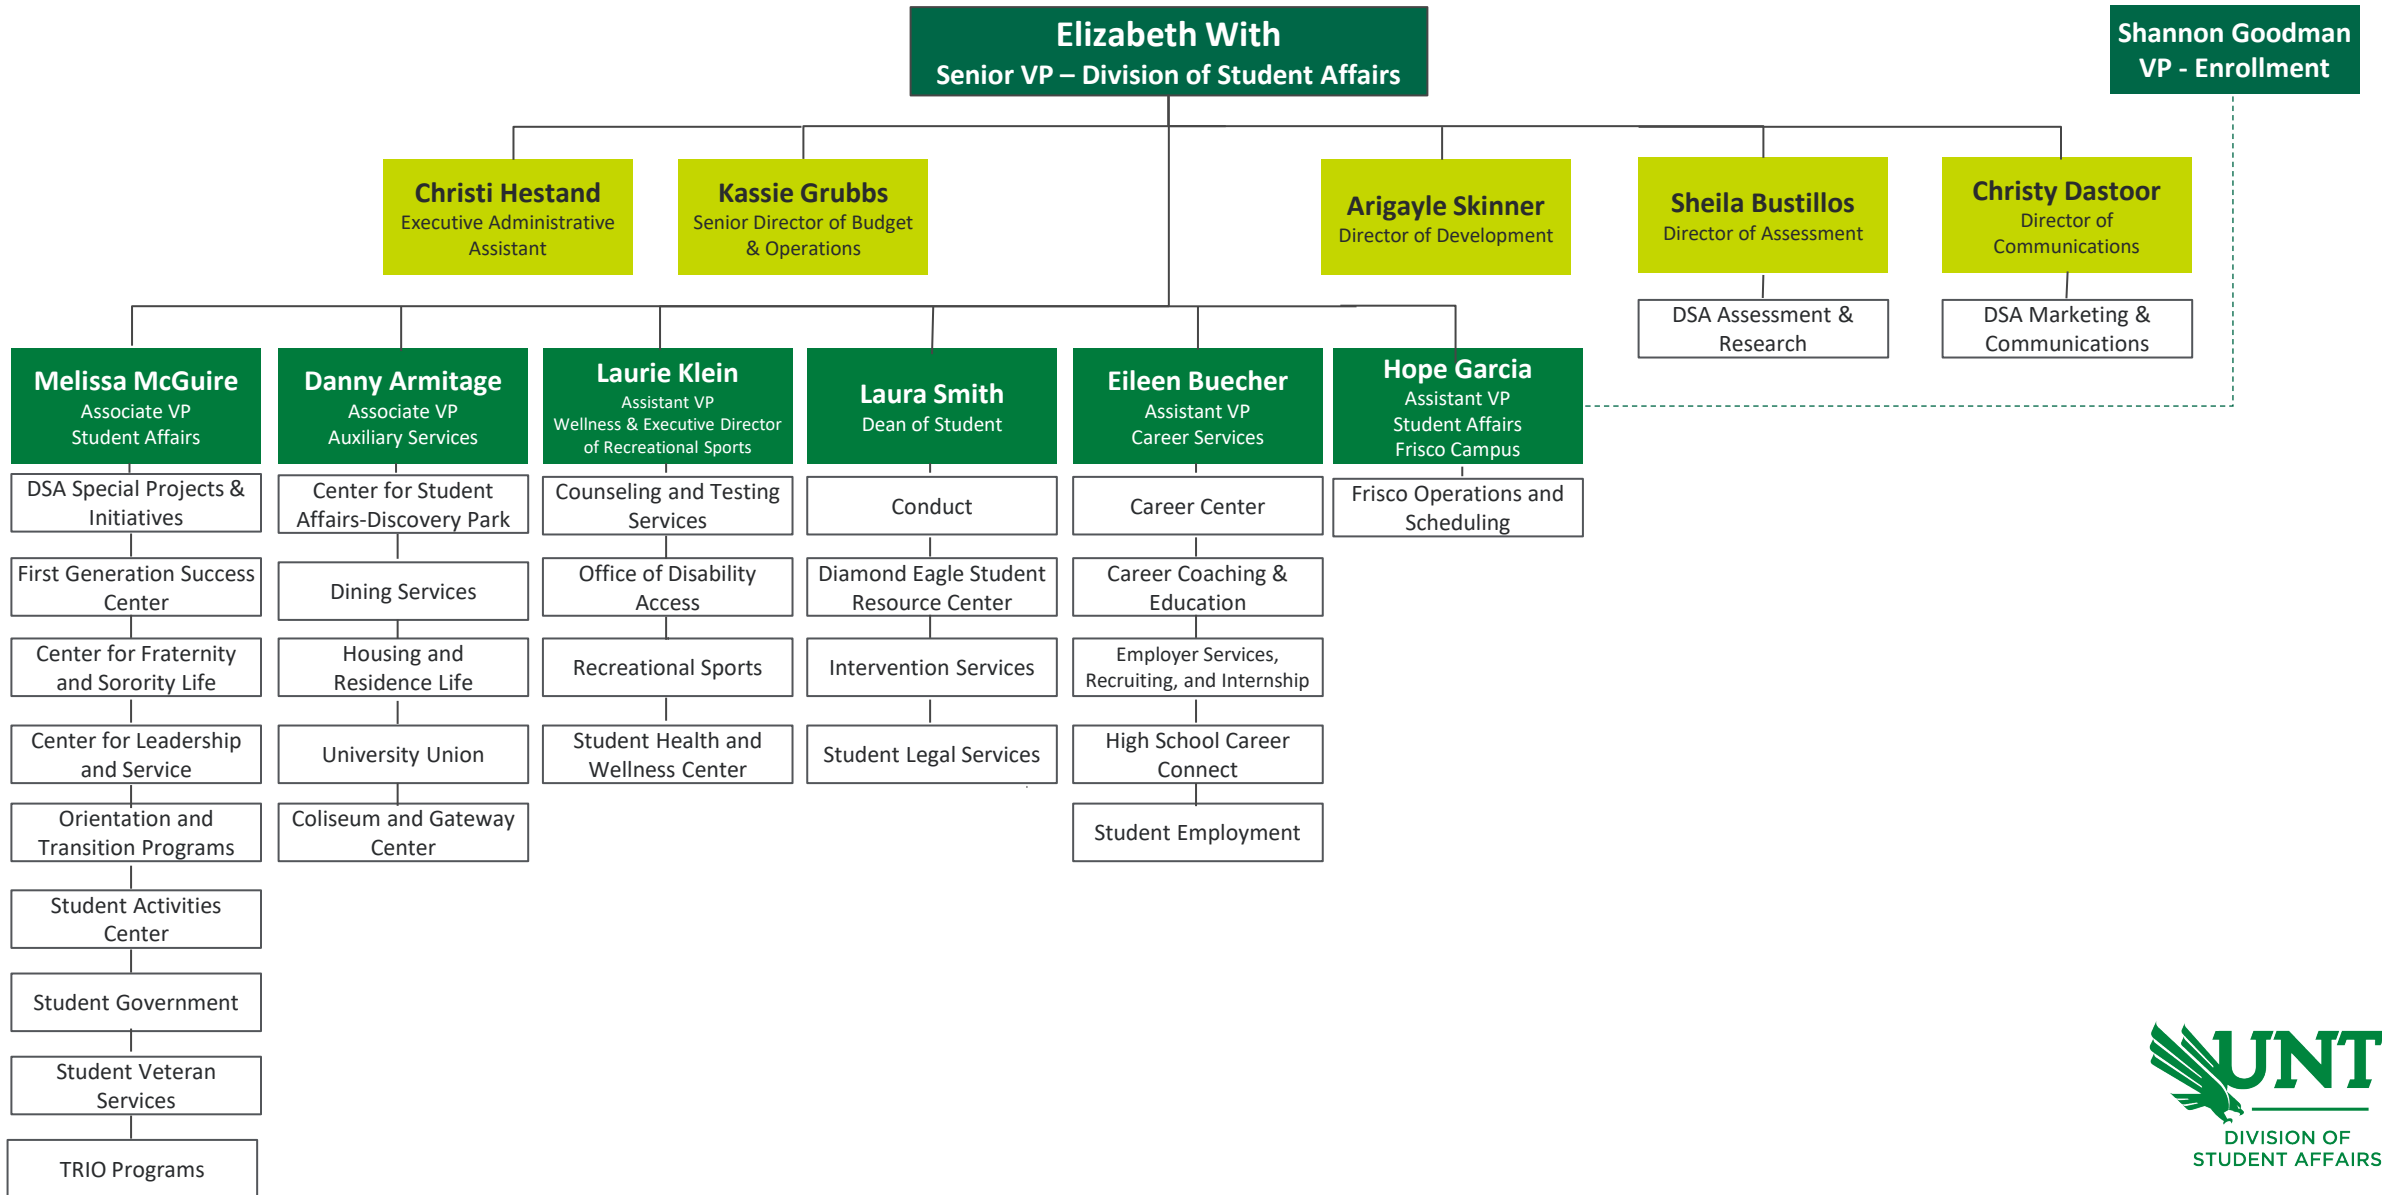 Elizabeth With
Senior VP – Division of Student Affairs
Shannon Goodman
VP - Enrollment
Christi Hestand
Executive Administrative
Assistant
Kassie Grubbs
Senior Director of Budget
& Operations
Arigayle Skinner
Director of Development
Sheila Bustillos
Director of Assessment
Christy Dastoor
Director of
Communications
DSA Assessment &
Research
DSA Marketing &
Communications
Melissa McGuire
Associate VP
Student Affairs
DSA Special Projects &
Initiatives
First Generation Success
Center
Center for Fraternity
and Sorority Life
Center for Leadership
and Service
Orientation and
Transition Programs
Student Activities
Center
Student Government
Student Veteran
Services
TRIO Programs
Danny Armitage
Associate VP
Auxiliary Services
Center for Student
Affairs-Discovery Park
Dining Services
Housing and
Residence Life
University Union
Coliseum and Gateway
Center
Laurie Klein
Assistant VP
Wellness & Executive Director
of Recreational Sports
Counseling and Testing
Services
Office of Disability
Access
Recreational Sports
Student Health and
Wellness Center
Laura Smith
Dean of Student
Conduct
Diamond Eagle Student
Resource Center
Intervention Services
Student Legal Services
Eileen Buecher
Assistant VP
Career Services
Career Center
Career Coaching &
Education
Employer Services,
Recruiting, and Internship
High School Career
Connect
Student Employment
Hope Garcia
Assistant VP
Student Affairs
Frisco Campus
Frisco Operations and
Scheduling
UNT
DIVISION OF
STUDENT AFFAIRS